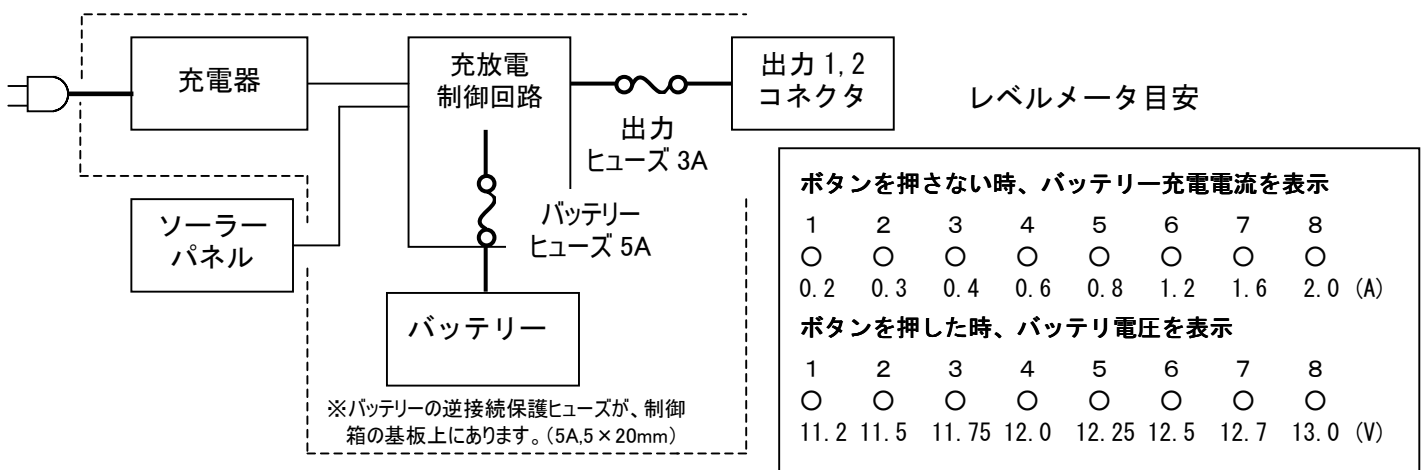 充電器
充放電
制御回路
出力 1,2
コネクタ
出力
ヒューズ 3A
ソーラー
パネル
バッテリー
ヒューズ 5A
バッテリー
※バッテリーの逆接続保護ヒューズが、制御
箱の基板上にあります。(5A,5×20mm)
レベルメータ目安
ボタンを押さない時、バッテリー充電電流を表示
1 2 3 4 5 6 7 8
○ ○ ○ ○ ○ ○ ○ ○
0.2 0.3 0.4 0.6 0.8 1.2 1.6 2.0 (A)
ボタンを押した時、バッテリ電圧を表示
1 2 3 4 5 6 7 8
○ ○ ○ ○ ○ ○ ○ ○
11.2 11.5 11.75 12.0 12.25 12.5 12.7 13.0 (V)